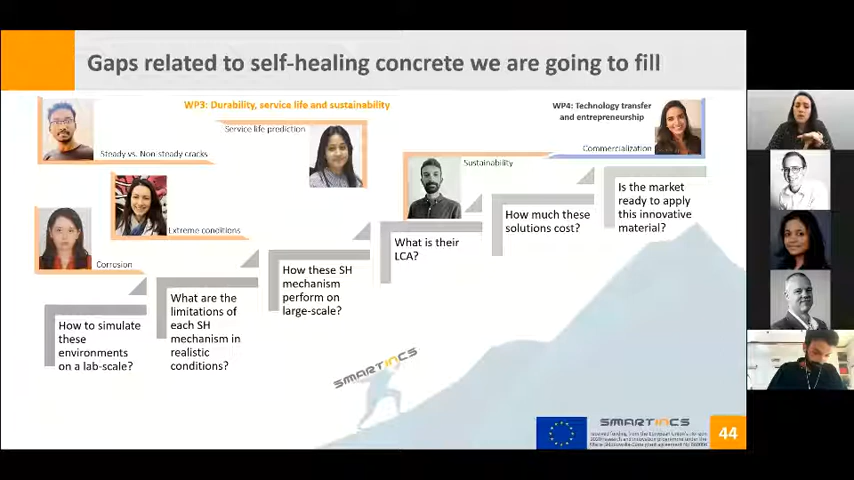 Gaps related to self-healing concrete we are going to fill
WP3: Durability, service life and sustainability
WP4: Technology transfer
and entrepreneurship
Service life prediction
Steady vs. Non-steady cracks
Sustainability
Commercialization
Extreme conditions
Corrosion
How to simulate
these
environments
on a lab-scale?
What are the
limitations of
each SH
mechanism in
realistic
conditions?
How these SH
mechanism
perform on
large-scale?
What is their
LCA?
How much these
solutions cost?
Is the market
ready to apply
this innovative
material?
SMARTINCS
SMARTINCS
44